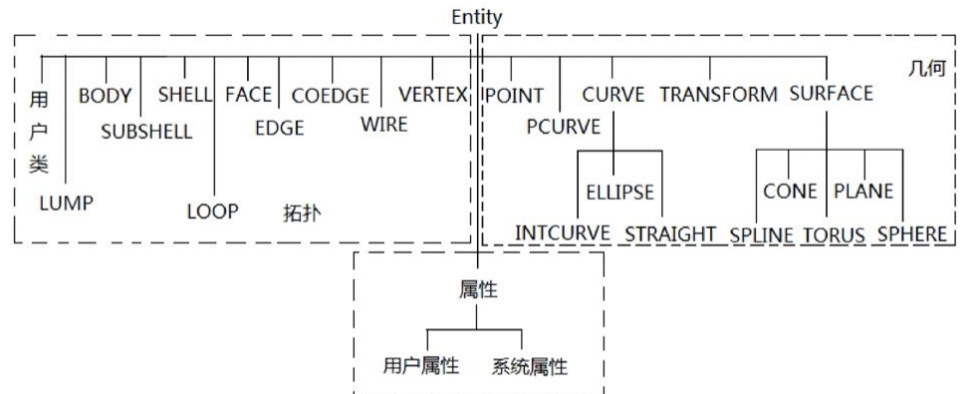 Entity
几何
用户类
BODY SHELL FACE COEDGE VERTEX POINT CURVE TRANSFORM SURFACE
SUBSHELL EDGE WIRE PCURVE
LUMP LOOP 拓扑
ELLIPSE CONE PLANE
INTCURVE STRAIGHT SPLINE TORUS SPHERE
属性
用户属性 系统属性